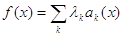 f(x) = ∑_k λ_k a_k(x)